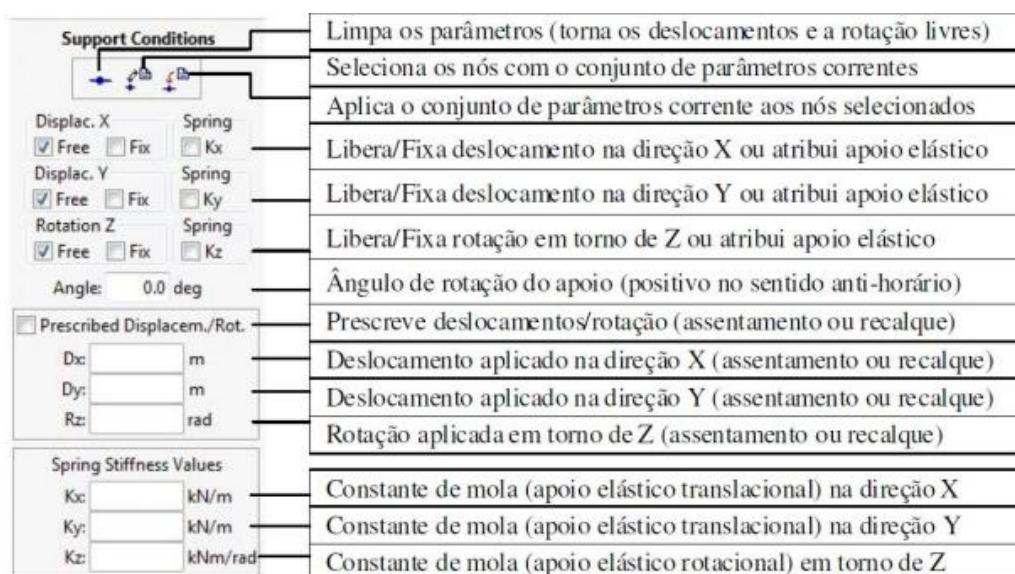 Support Conditions
Limpa os parâmetros (torna os deslocamentos e a rotação livres)
Seleciona os nós com o conjunto de parâmetros correntes
Aplica o conjunto de parâmetros corrente aos nós selecionados
Displac. X Spring
Free Fix Kx
Libera/Fixa deslocamento na direção X ou atribui apoio elástico
Displac. Y Spring
Free Fix Ky
Libera/Fixa deslocamento na direção Y ou atribui apoio elástico
Rotation Z Spring
Free Fix Kz
Libera/Fixa rotação em torno de Z ou atribui apoio elástico
Angle: 0.0 deg
Ângulo de rotação do apoio (positivo no sentido anti-horário)
Prescribed Displacem./Rot.
Prescreve deslocamentos/rotação (assentamento ou recalque)
Dx: m
Deslocamento aplicado na direção X (assentamento ou recalque)
Dy: m
Deslocamento aplicado na direção Y (assentamento ou recalque)
Rz: rad
Rotação aplicada em torno de Z (assentamento ou recalque)
Spring Stiffness Values
Kx: kN/m
Constante de mola (apoio elástico translacional) na direção X
Ky: kN/m
Constante de mola (apoio elástico translacional) na direção Y
Kz: kNm/rad
Constante de mola (apoio elástico rotacional) em torno de Z